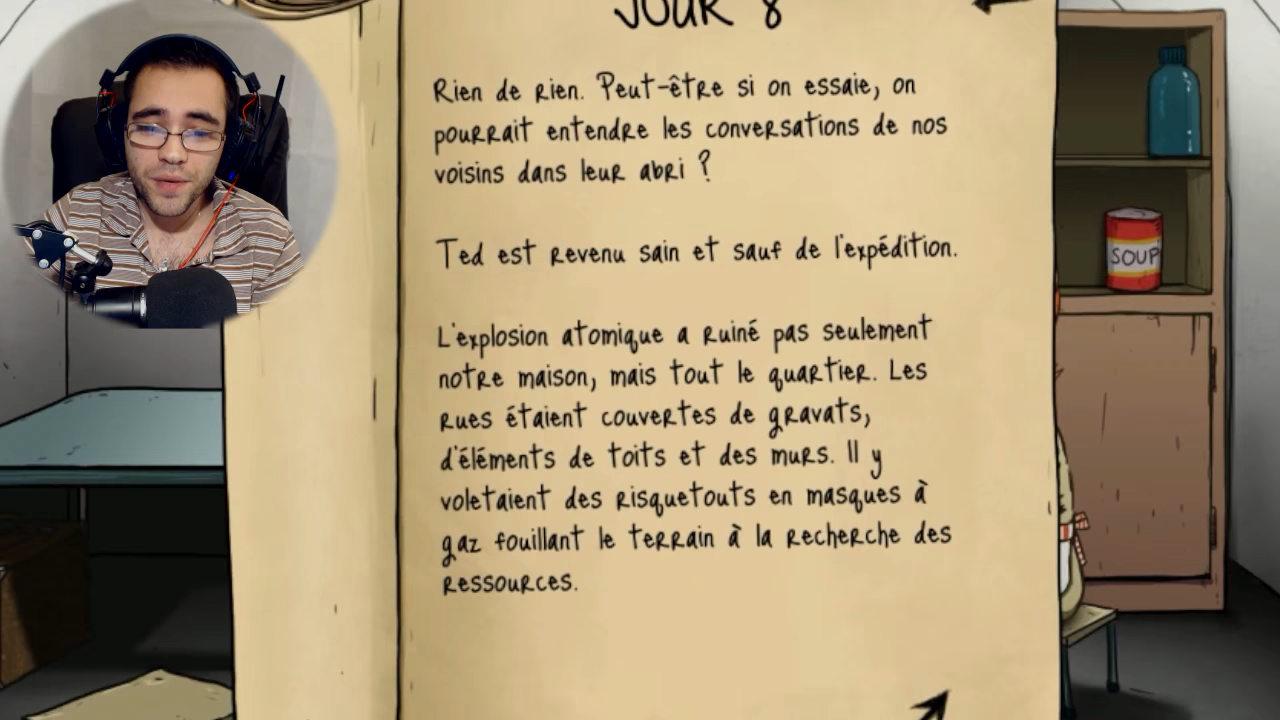 JOUR 8
Rien de rien. Peut-être si on essaie, on
pourrait entendre les conversations de nos
voisins dans leur abri ?
Ted est revenu sain et sauf de l'expédition.
L'explosion atomique a ruiné pas seulement
notre maison, mais tout le quartier. Les
rues étaient couvertes de gravats,
d'éléments de toits et des murs. Il y
voletaient des risquetouts en masques à
gaz fouillant le terrain à la recherche des
ressources.
SOUP